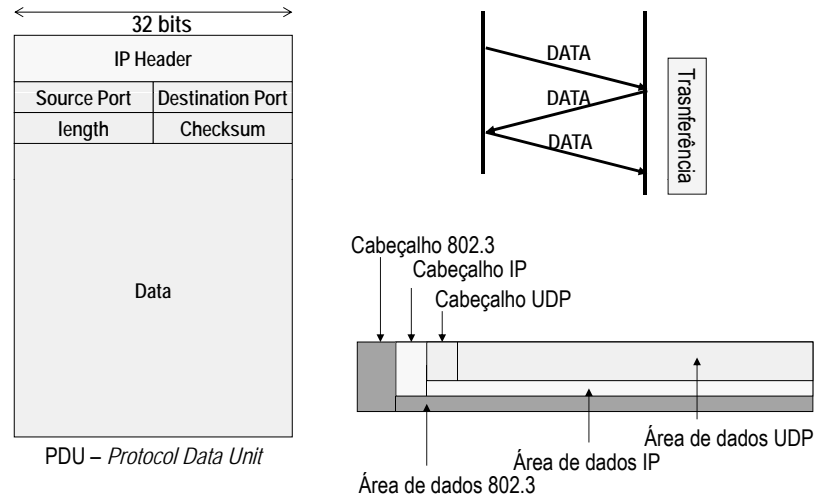 32 bits
IP Header
Source Port
Destination Port
length
Checksum
Data
PDU – Protocol Data Unit
DATA
DATA
DATA
Trasnferência
Cabeçalho 802.3
Cabeçalho IP
Cabeçalho UDP
Área de dados UDP
Área de dados IP
Área de dados 802.3